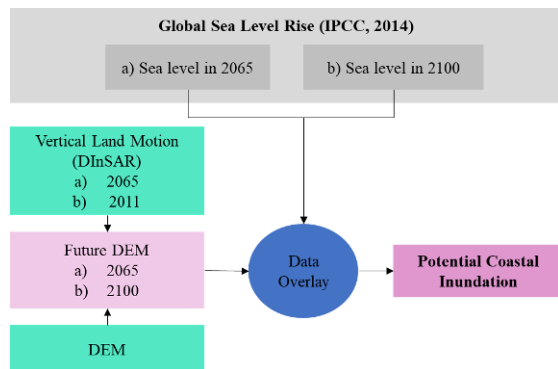 Global Sea Level Rise (IPCC, 2014)
a) Sea level in 2065
b) Sea level in 2100
Vertical Land Motion
(DInSAR)
a) 2065
b) 2011
Future DEM
a) 2065
b) 2100
DEM
Data
Overlay
Potential Coastal
Inundation